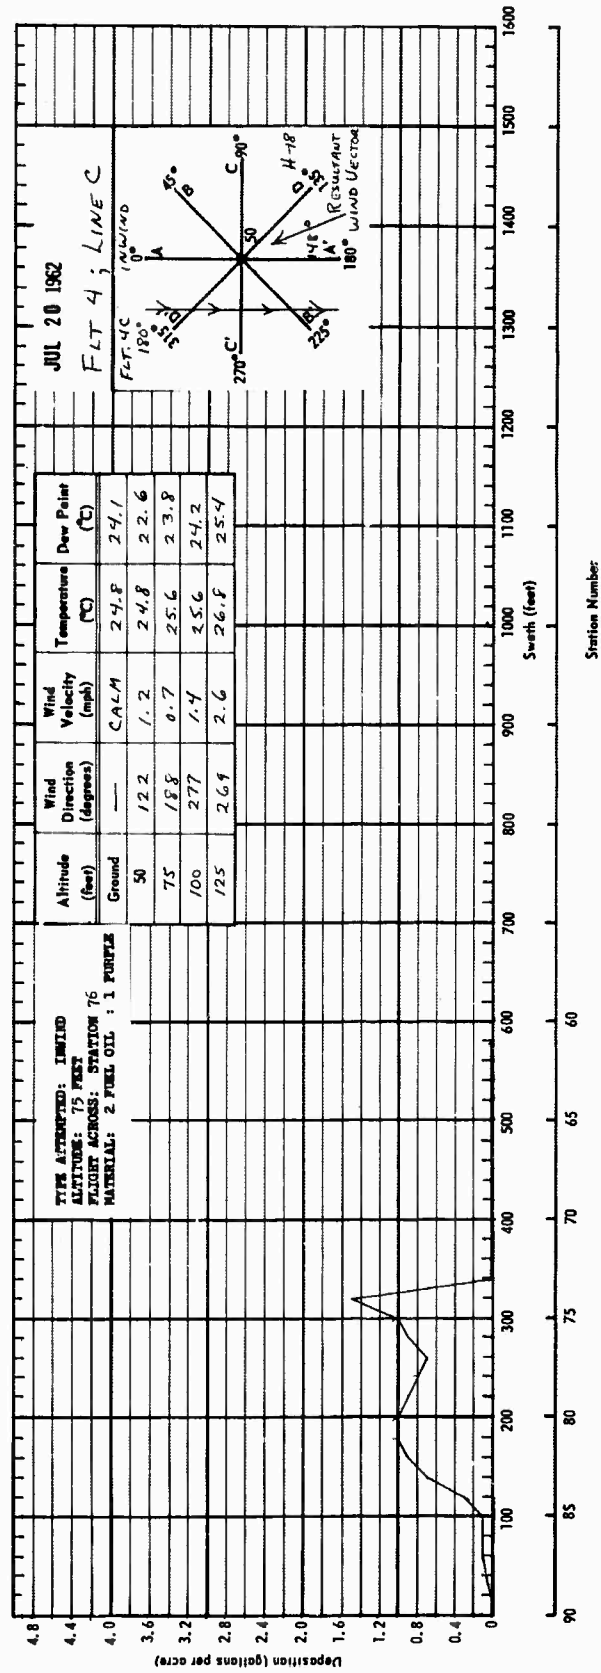 4.8
4.4
4.0
3.6
3.2
2.8
2.4
2.0
1.6
1.2
0.8
0.4
0
Deposition (gallons per acre)
TYPE ATTEMPTED: INWIND
ALTITUDE: 75 FEET
FLIGHT ACROSS: STATION 76
MATERIAL: 2 FUEL OIL : 1 PURPLE
Altitude (feet) Wind Direction (degrees) Wind Velocity (mph) Temperature (°C) Dew Point (°C)
Ground — CALM 24.8 24.1
50 122 1.2 24.8 22.6
75 188 0.7 25.6 23.8
100 277 1.4 25.6 24.2
125 269 2.6 26.8 25.4
JUL 20 1962
FLT 4 ; LINE C
FLT. 4C
180°
INWIND
0°
A
45°
B
C
90°
H-18
D
135°
RESULTANT
WIND VECTOR
50
148°
A'
180°
B'
225°
270° C'
315°
D'
100 200 300 400 500 600 700 800 900 1000 1100 1200 1300 1400 1500 1600
Swath (feet)
90 85 80 75 70 65 60
Station Number